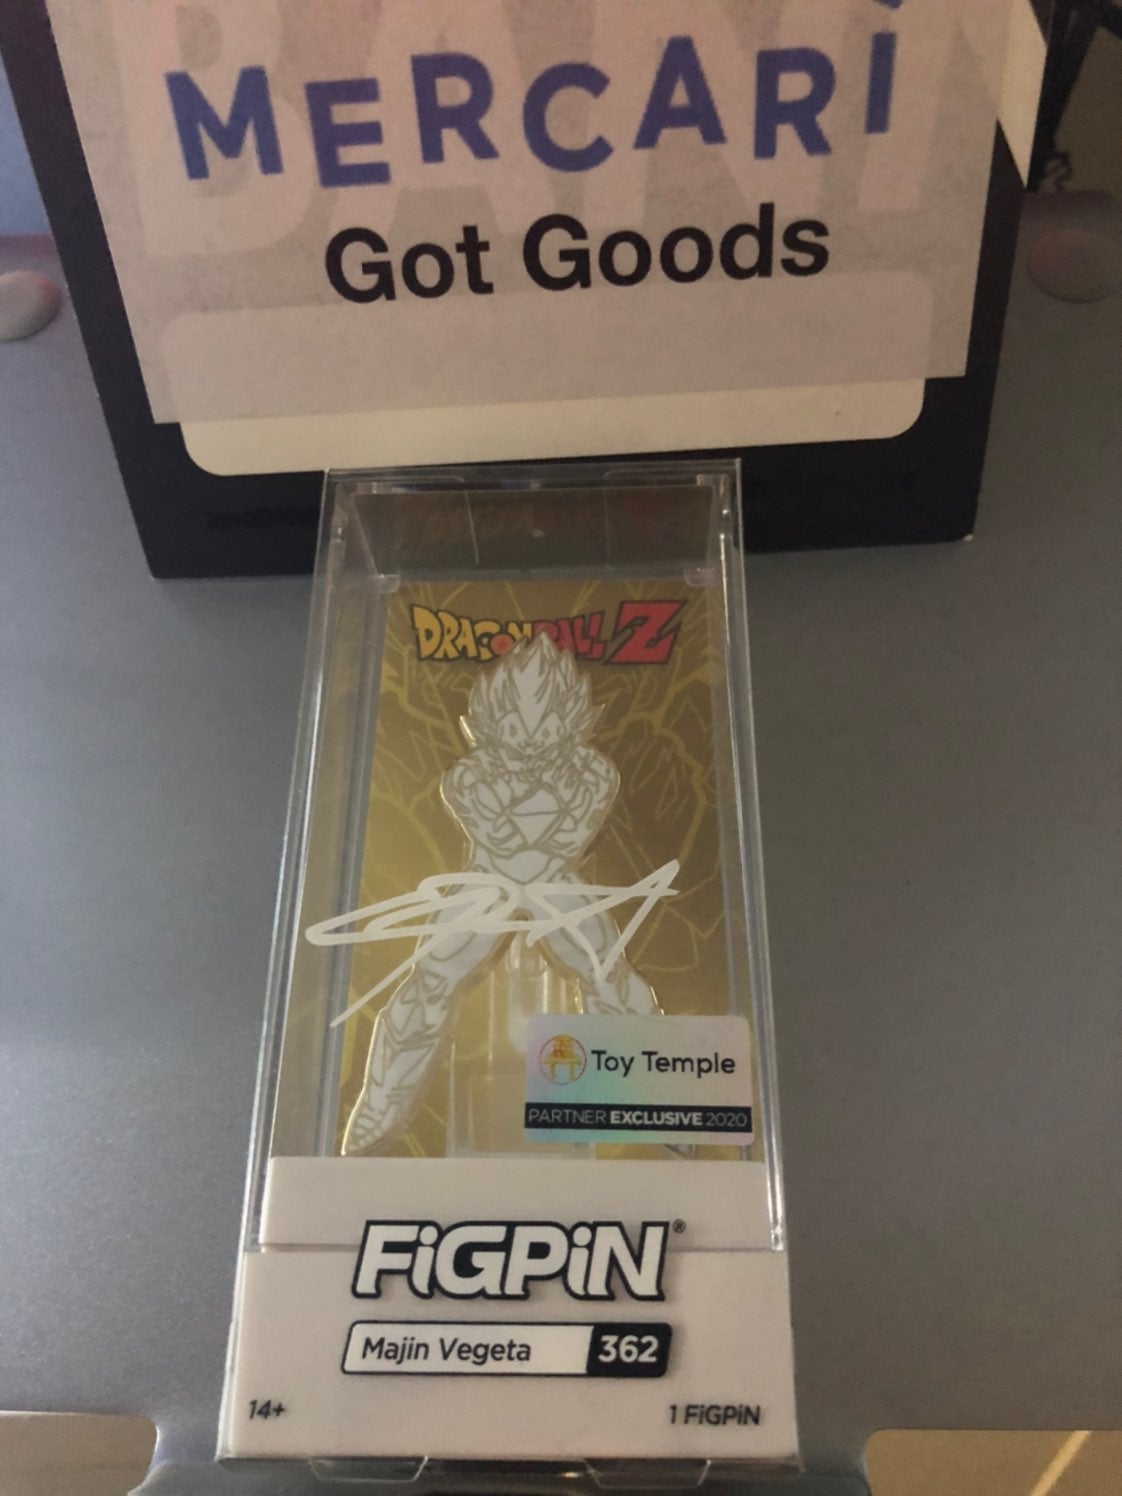 MERCARI
Got Goods
DRAGON BALL Z
Toy Temple
PARTNER EXCLUSIVE 2020
FiGPiN®
Majin Vegeta 362
14+ 1 FiGPiN